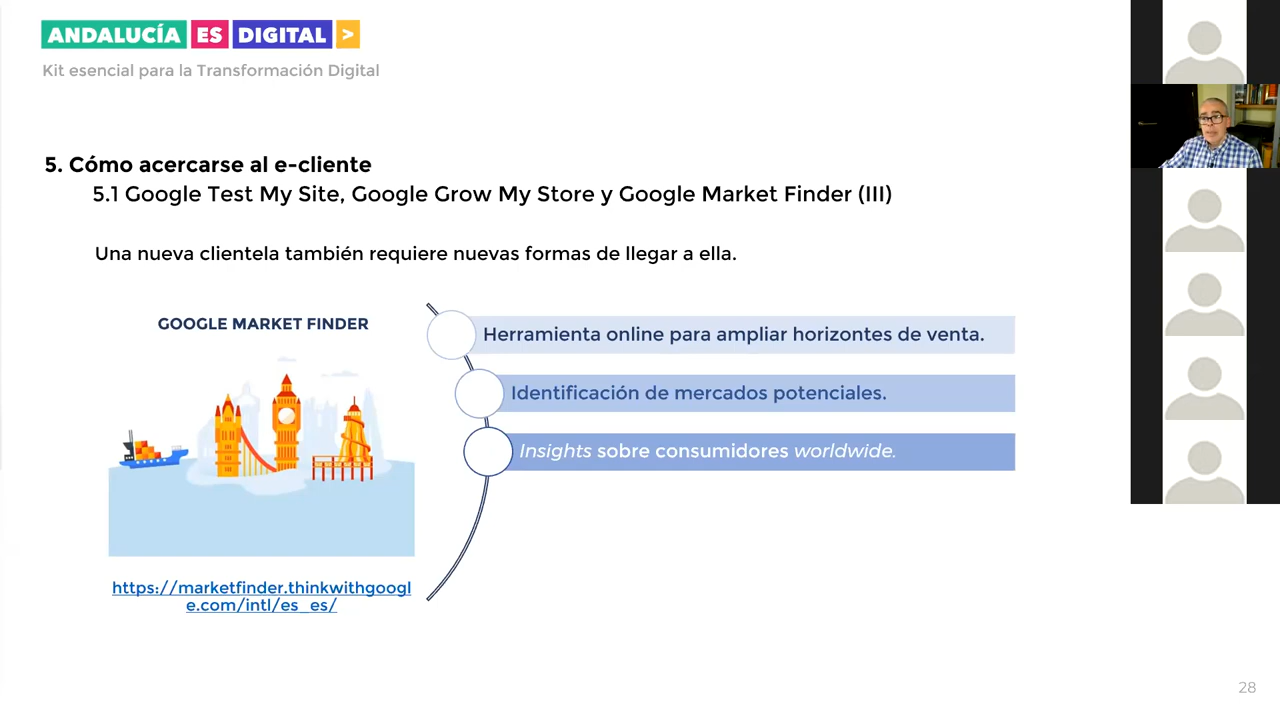 ANDALUCÍA ES DIGITAL >
Kit esencial para la Transformación Digital
5. Cómo acercarse al e-cliente
5.1 Google Test My Site, Google Grow My Store y Google Market Finder (III)
Una nueva clientela también requiere nuevas formas de llegar a ella.
GOOGLE MARKET FINDER
Herramienta online para ampliar horizontes de venta.
Identificación de mercados potenciales.
Insights sobre consumidores worldwide.
https://marketfinder.thinkwithgoogl
e.com/intl/es_es/
28